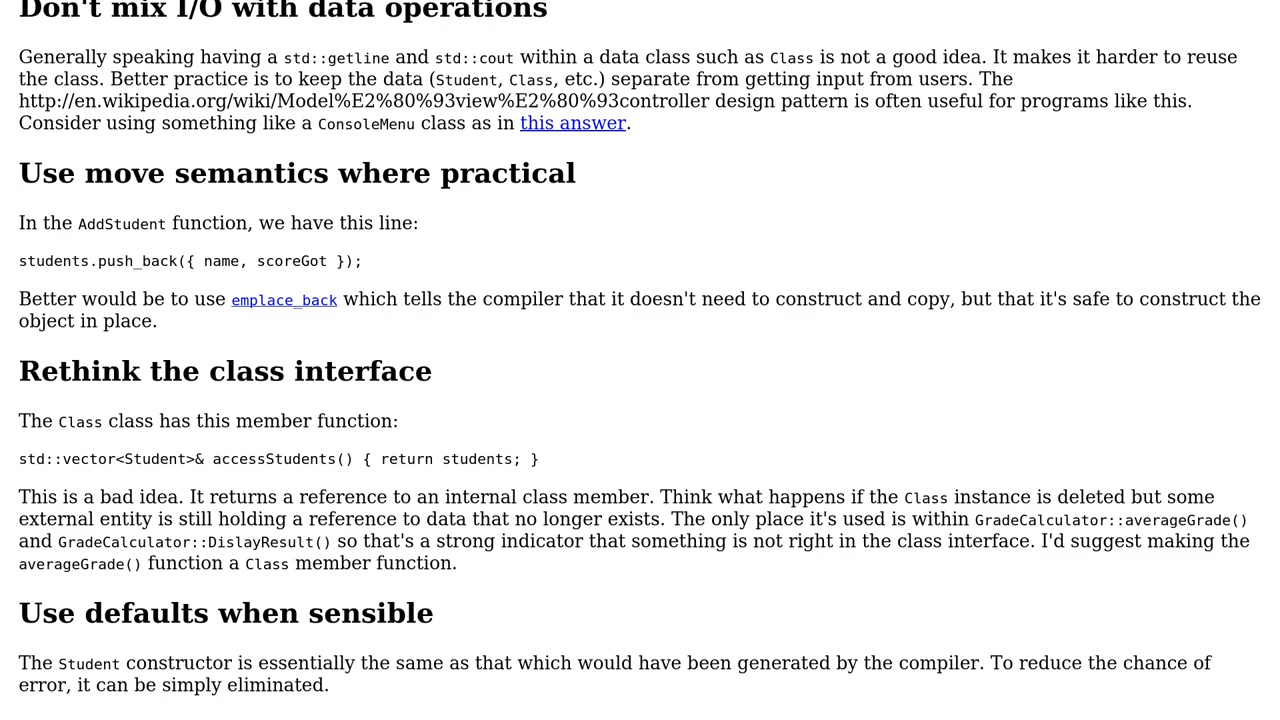 Don't mix I/O with data operations
Generally speaking having a std::getline and std::cout within a data class such as Class is not a good idea. It makes it harder to reuse
the class. Better practice is to keep the data (Student, Class, etc.) separate from getting input from users. The
http://en.wikipedia.org/wiki/Model%E2%80%93view%E2%80%93controller design pattern is often useful for programs like this.
Consider using something like a ConsoleMenu class as in this answer.
Use move semantics where practical
In the AddStudent function, we have this line:
students.push_back({ name, scoreGot });
Better would be to use emplace_back which tells the compiler that it doesn't need to construct and copy, but that it's safe to construct the
object in place.
Rethink the class interface
The Class class has this member function:
std::vector<Student>& accessStudents() { return students; }
This is a bad idea. It returns a reference to an internal class member. Think what happens if the Class instance is deleted but some
external entity is still holding a reference to data that no longer exists. The only place it's used is within GradeCalculator::averageGrade()
and GradeCalculator::DislayResult() so that's a strong indicator that something is not right in the class interface. I'd suggest making the
averageGrade() function a Class member function.
Use defaults when sensible
The Student constructor is essentially the same as that which would have been generated by the compiler. To reduce the chance of
error, it can be simply eliminated.